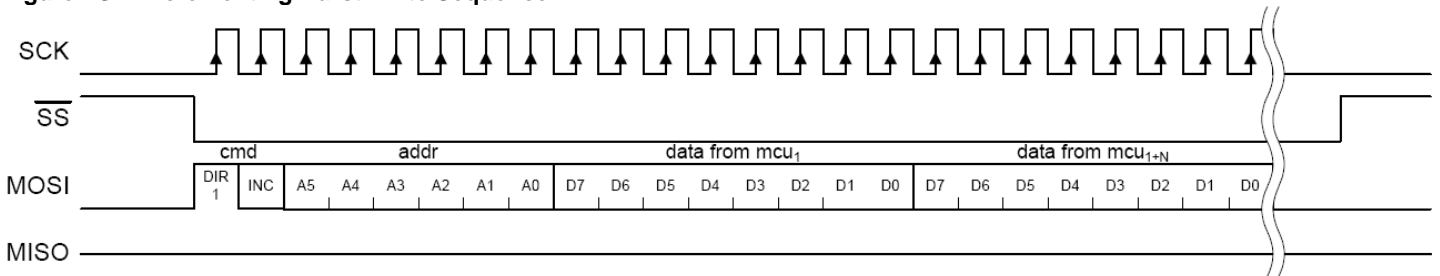 SCK
SS
cmd addr data from mcu1 data from mcu1+N
MOSI DIR 1 INC A5 A4 A3 A2 A1 A0 D7 D6 D5 D4 D3 D2 D1 D0 D7 D6 D5 D4 D3 D2 D1 D0
MISO